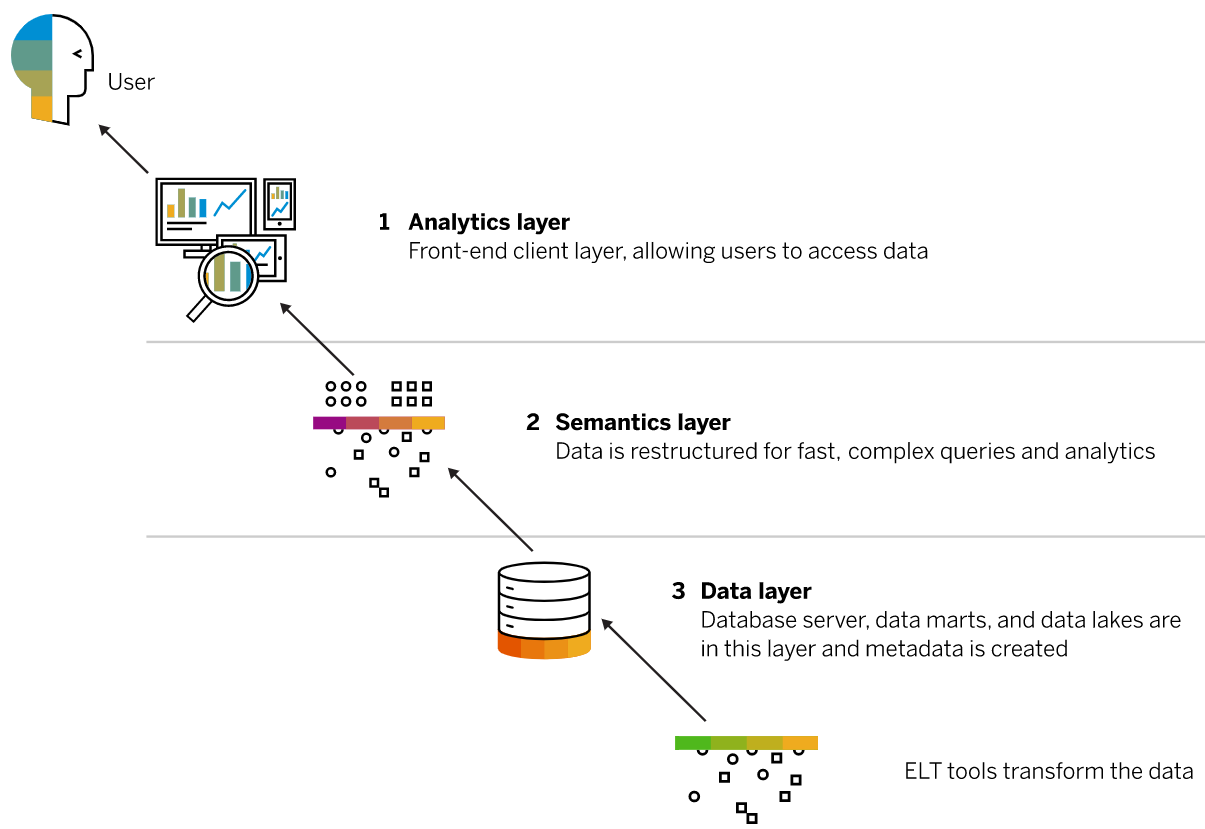 User
1 Analytics layer
Front-end client layer, allowing users to access data
2 Semantics layer
Data is restructured for fast, complex queries and analytics
3 Data layer
Database server, data marts, and data lakes are
in this layer and metadata is created
ELT tools transform the data